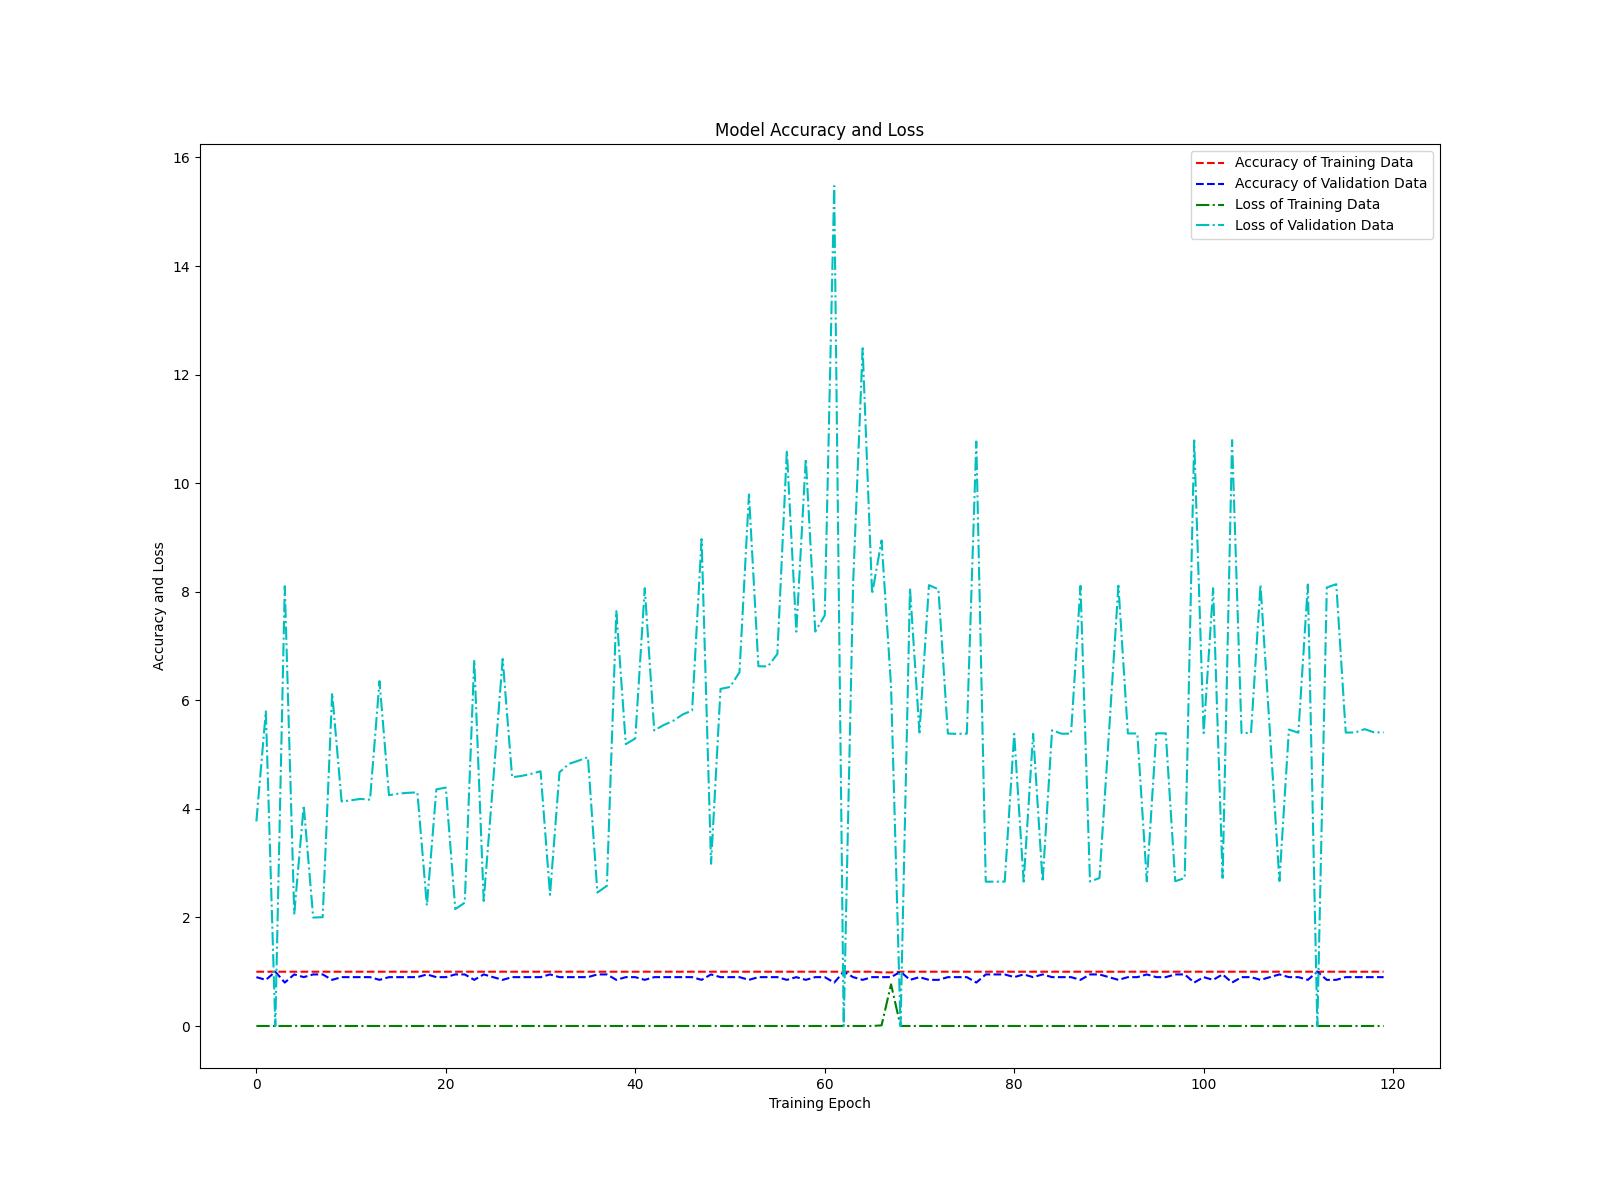 Model Accuracy and Loss
16
14
12
10
8
6
4
2
0
Accuracy and Loss
Accuracy of Training Data
Accuracy of Validation Data
Loss of Training Data
Loss of Validation Data
0 20 40 60 80 100 120
Training Epoch